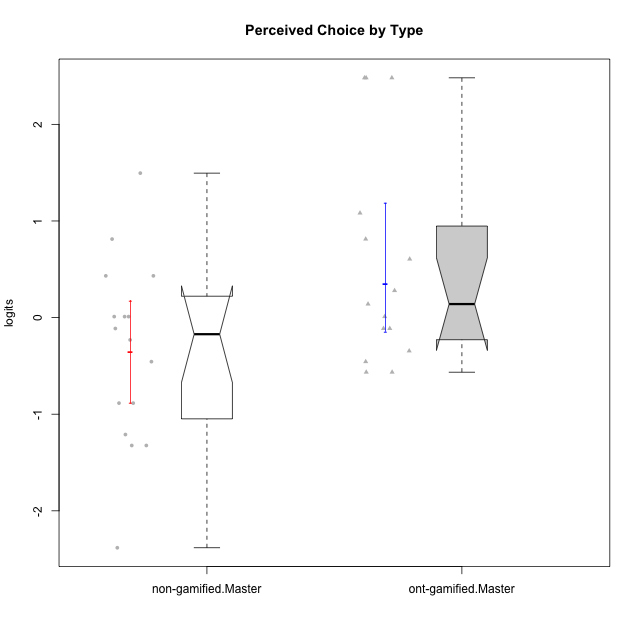 Perceived Choice by Type
logits
2
1
0
-1
-2
non-gamified.Master
ont-gamified.Master